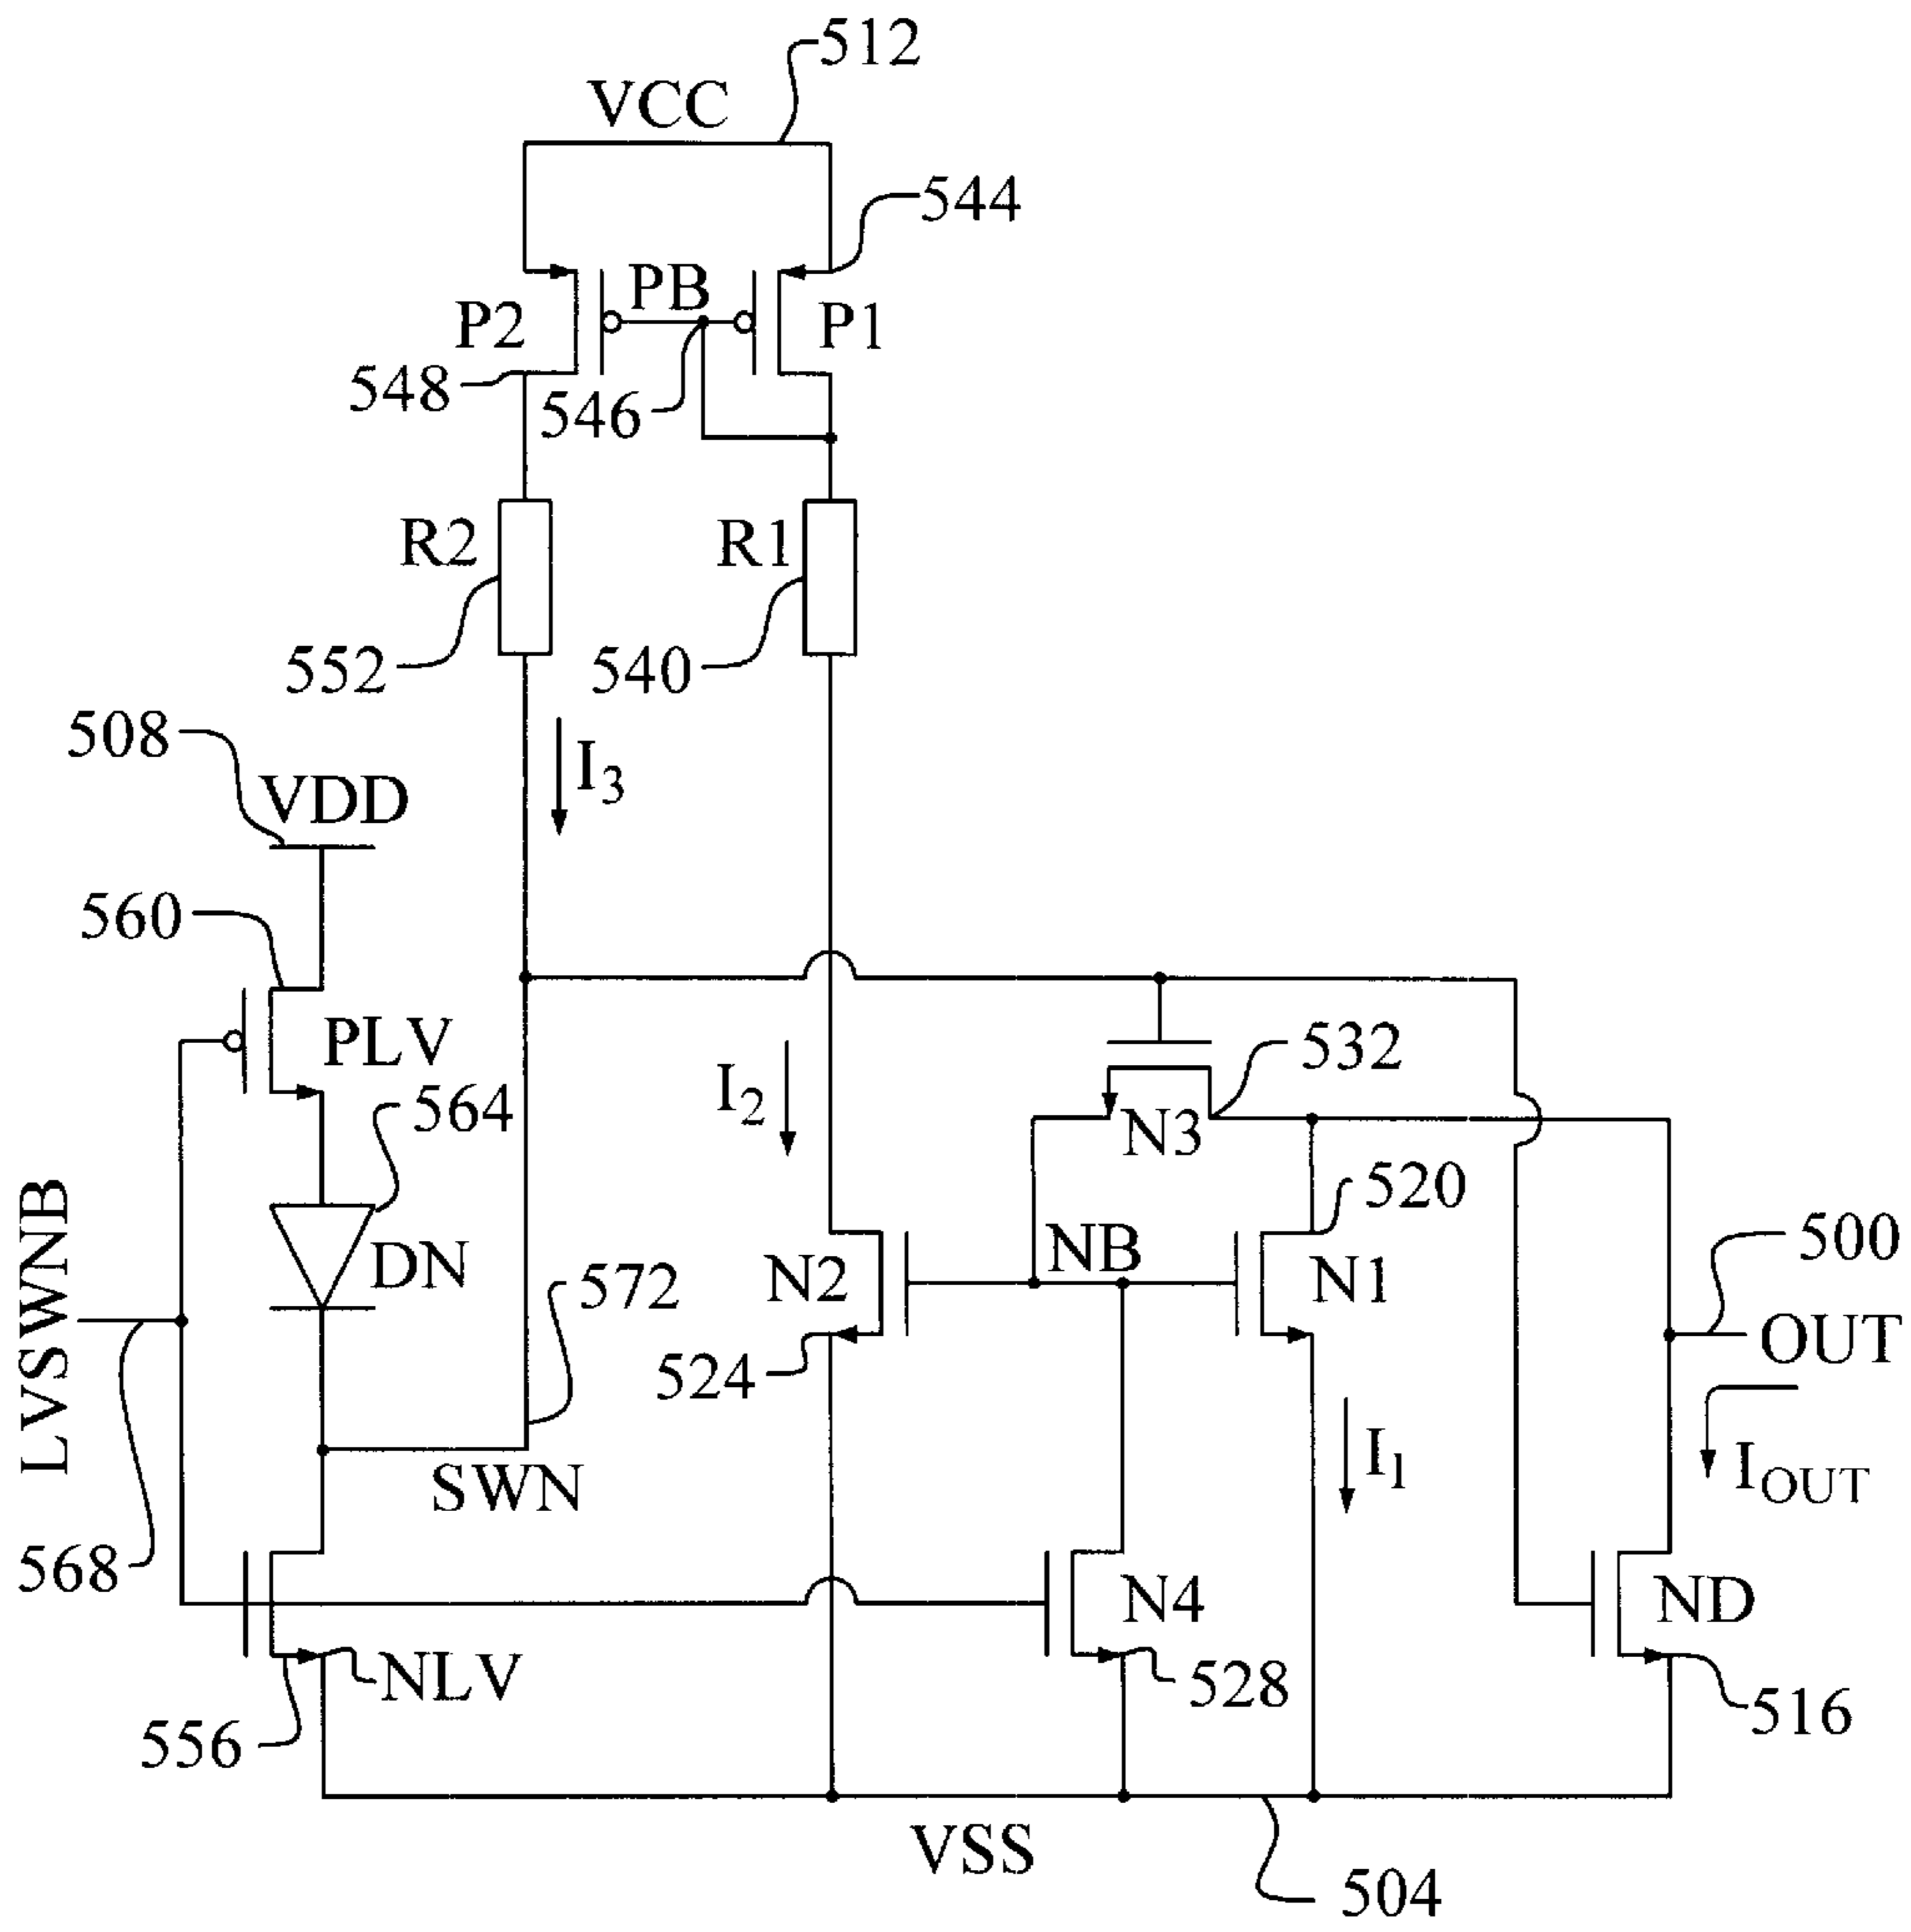 512
VCC
544
PB
P2
P1
548
546
R2
R1
552
540
508
I3
VDD
560
PLV
532
I2
564
N3
520
LVSWNB
NB
500
DN
N2
N1
572
OUT
524
I1
SWN
IOUT
568
N4
ND
NLV
528
516
556
VSS
504